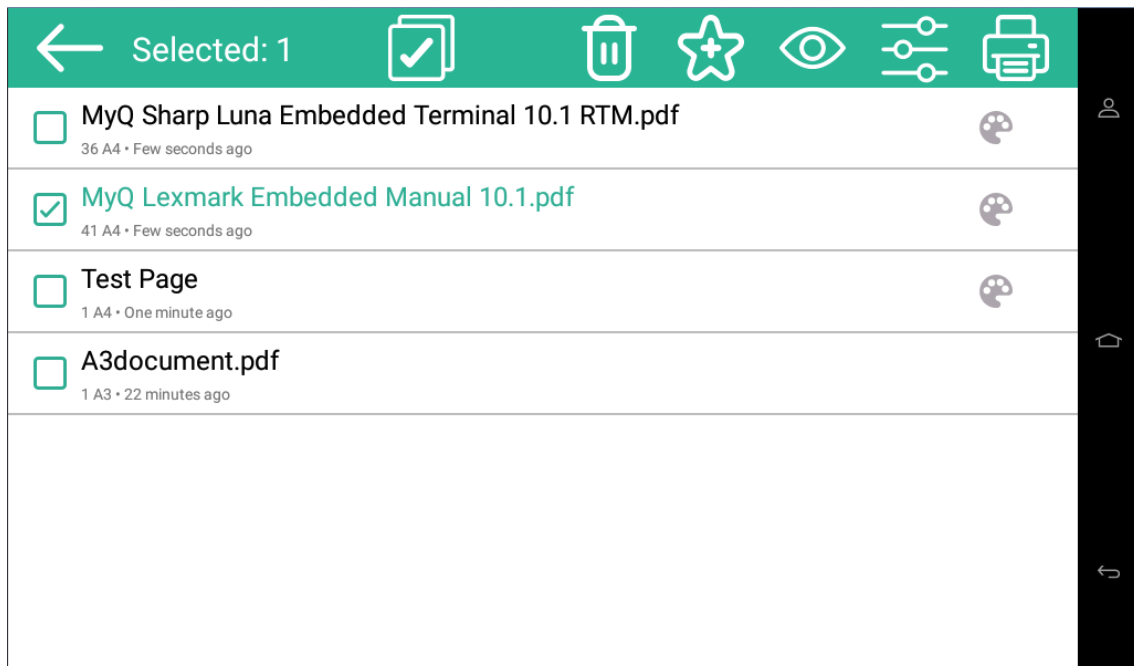 Selected: 1
MyQ Sharp Luna Embedded Terminal 10.1 RTM.pdf
36 A4 • Few seconds ago
MyQ Lexmark Embedded Manual 10.1.pdf
41 A4 • Few seconds ago
Test Page
1 A4 • One minute ago
A3document.pdf
1 A3 • 22 minutes ago